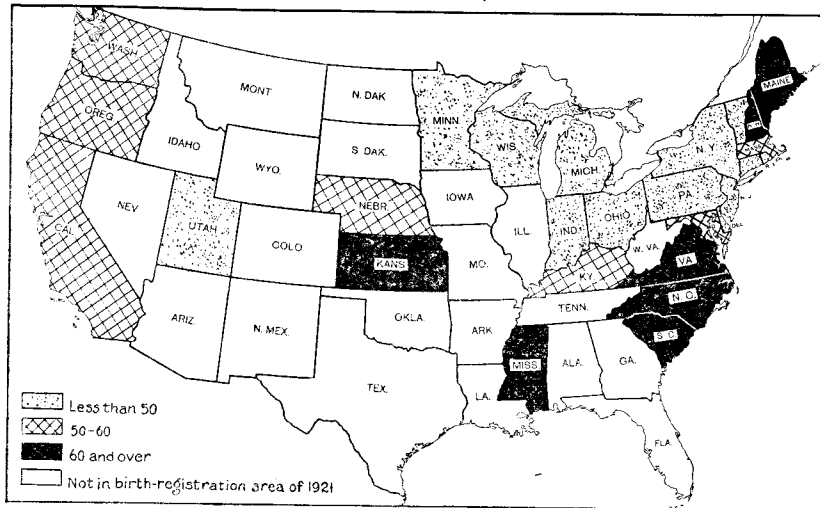 WASH
MONT
N. DAK
MINN.
MAINE
OREG
IDAHO
WYO.
S. DAK.
WIS.
MICH.
N. Y.
NEV
UTAH
COLO
NEBR.
IOWA
ILL.
IND.
OHIO
PA.
DEL.
CAL
KANS
MO.
KY.
W. VA.
VA.
ARIZ
N. MEX.
OKLA.
ARK
TENN.
N. C.
S. C.
TEX.
LA.
MISS
ALA.
GA.
FLA.
Less than 50
50-60
60 and over
Not in birth-registration area of 1921